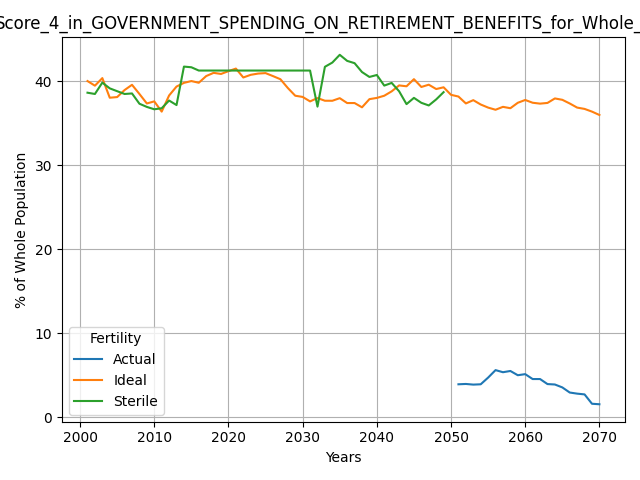 Score_4_in_GOVERNMENT_SPENDING_ON_RETIREMENT_BENEFITS_for_Whole_
% of Whole Population
40
30
20
10
0
Fertility
Actual
Ideal
Sterile
2000 2010 2020 2030 2040 2050 2060 2070
Years